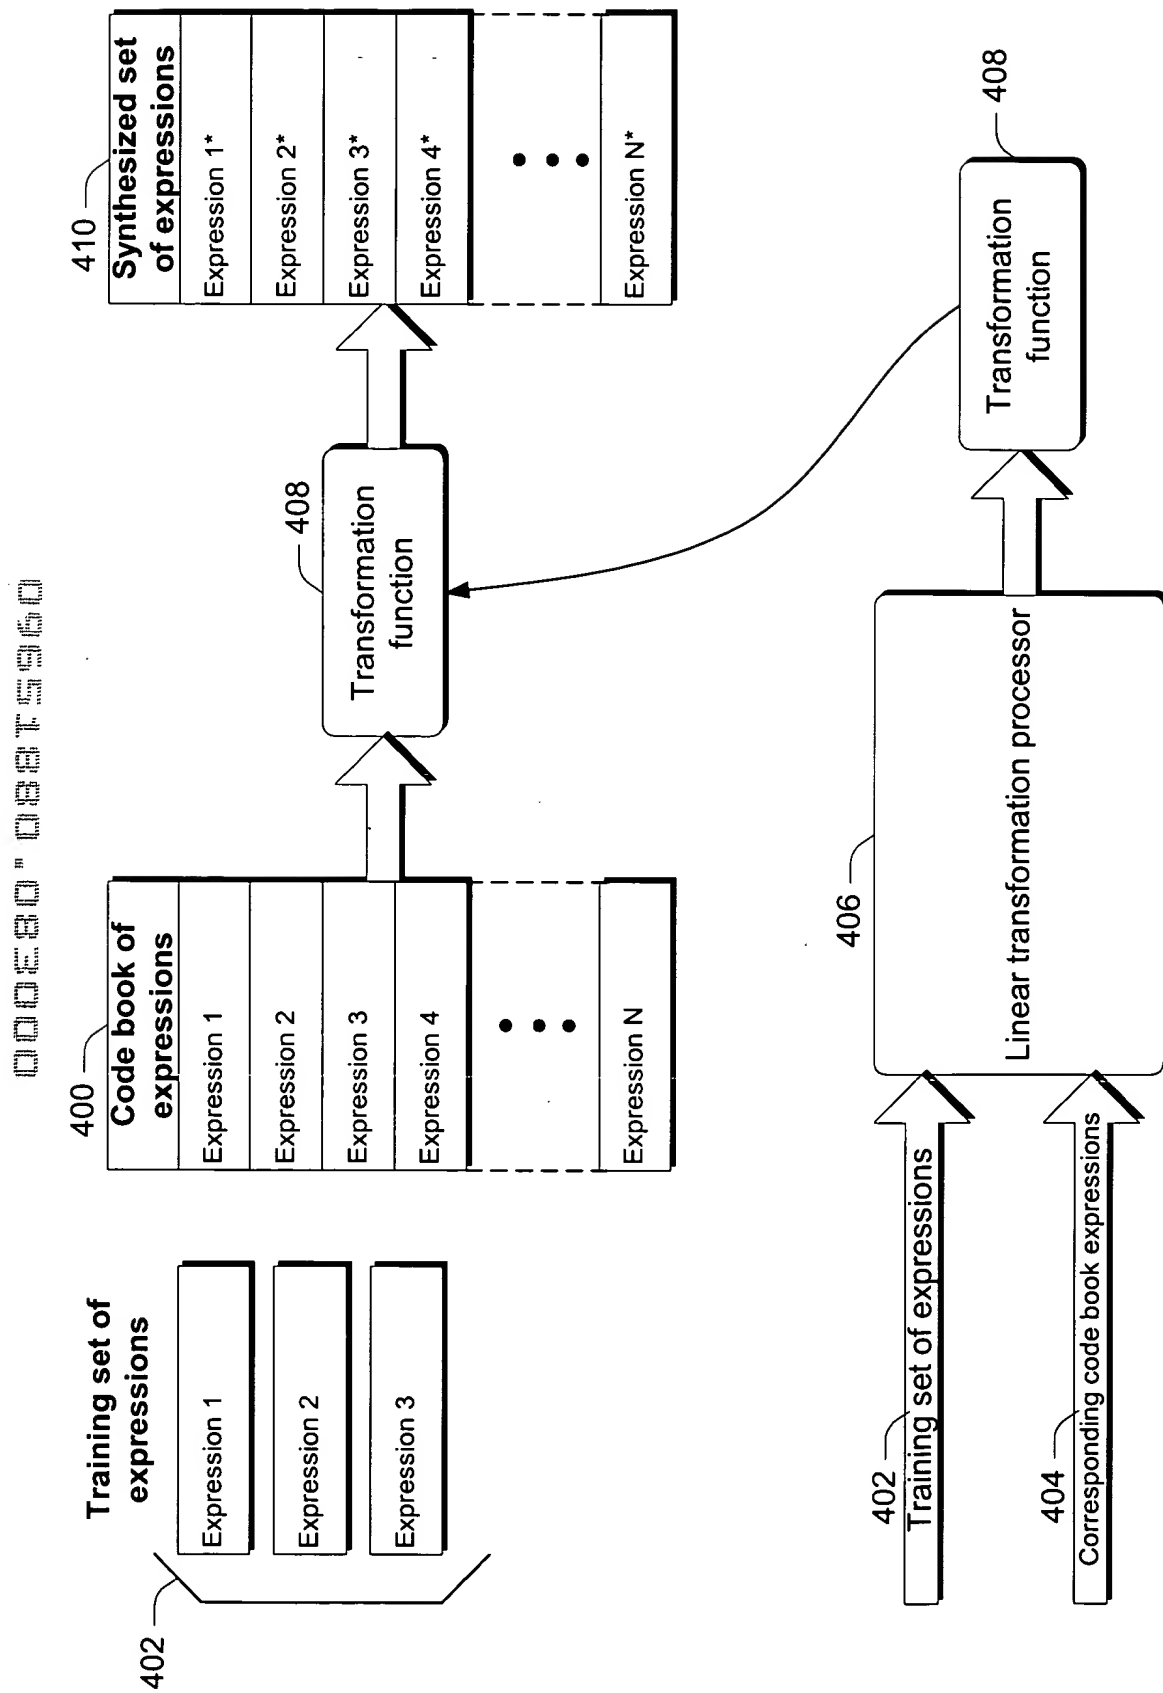 Training set of
expressions
Expression 1
Expression 2
Expression 3
402
400
Code book of
expressions
Expression 1
Expression 2
Expression 3
Expression 4
Expression N
408
Transformation
function
410
Synthesized set
of expressions
Expression 1*
Expression 2*
Expression 3*
Expression 4*
Expression N*
402
Training set of expressions
404
Corresponding code book expressions
406
Linear transformation processor
408
Transformation
function